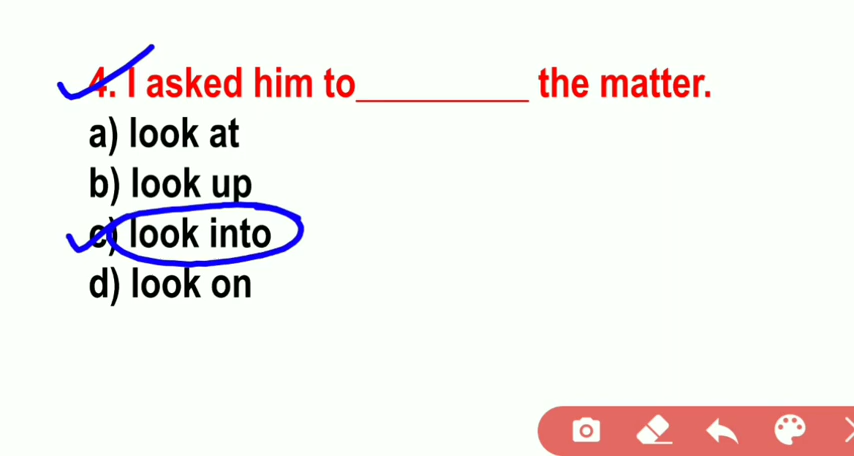 4. I asked him to_________ the matter.
a) look at
b) look up
c) look into
d) look on